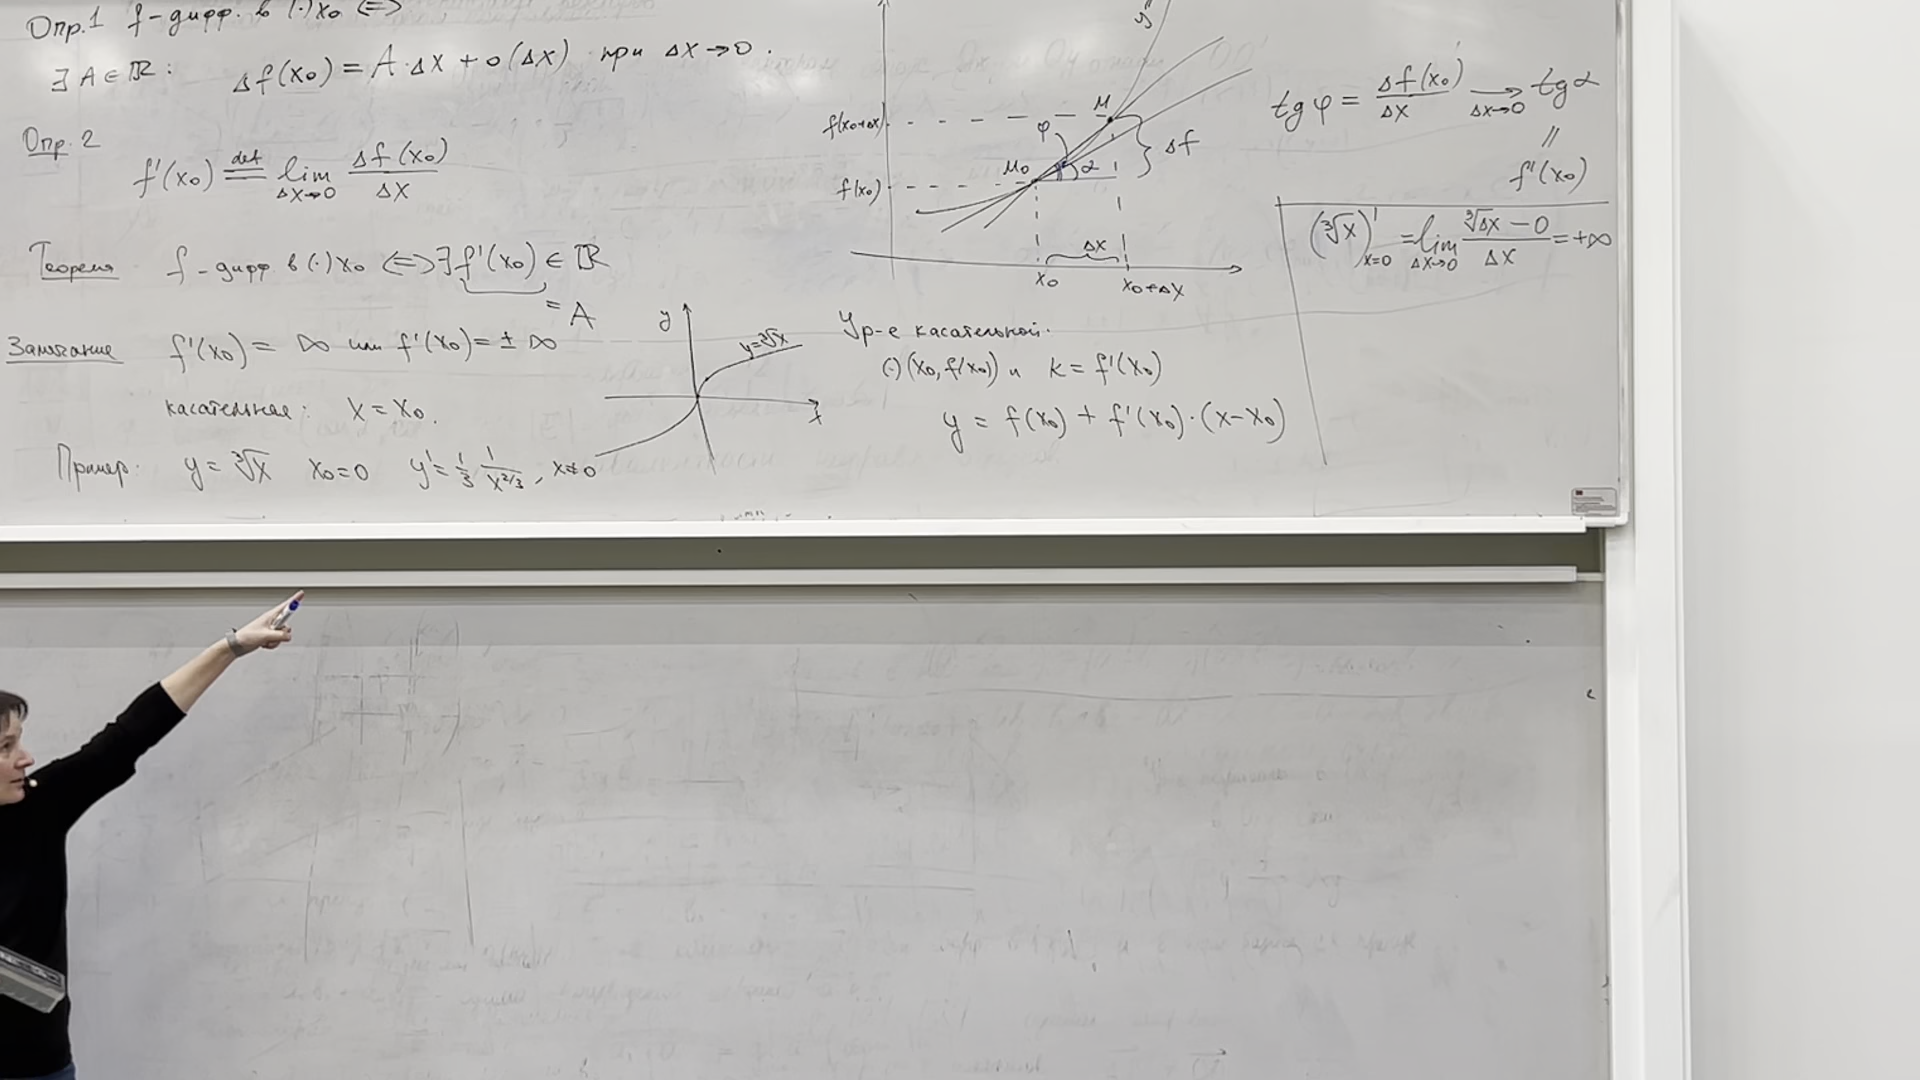 Опр.1 f-дифф. в (·)x₀ <=>
∃ A ∈ ℝ : Δf(x₀) = A·Δx + o(Δx) при Δx→0.
Опр. 2
f'(x₀) =^{def} lim_{Δx→0} Δf(x₀)/Δx
Теорема f-дифф в (·) x₀ <=> ∃ f'(x₀) ∈ ℝ
= A
Замечание f'(x₀) = ∞ или f'(x₀) = ± ∞
касательная: x = x₀.
Пример: y = ∛x x₀=0 y' = 1/3 1/x^{2/3}, x≠0
y
y=∛x
x
y
f(x₀+Δx)
M
φ
Δf
f(x₀)
M₀
α
Δx
x₀
x₀+Δx
Ур-е касательной.
(·)(x₀, f(x₀)) и k = f'(x₀)
y = f(x₀) + f'(x₀)·(x-x₀)
tg φ = Δf(x₀)/Δx →_{Δx→0} tg α
=
f'(x₀)
(∛x)'_{x=0} = lim_{Δx→0} (∛Δx - 0)/Δx = +∞